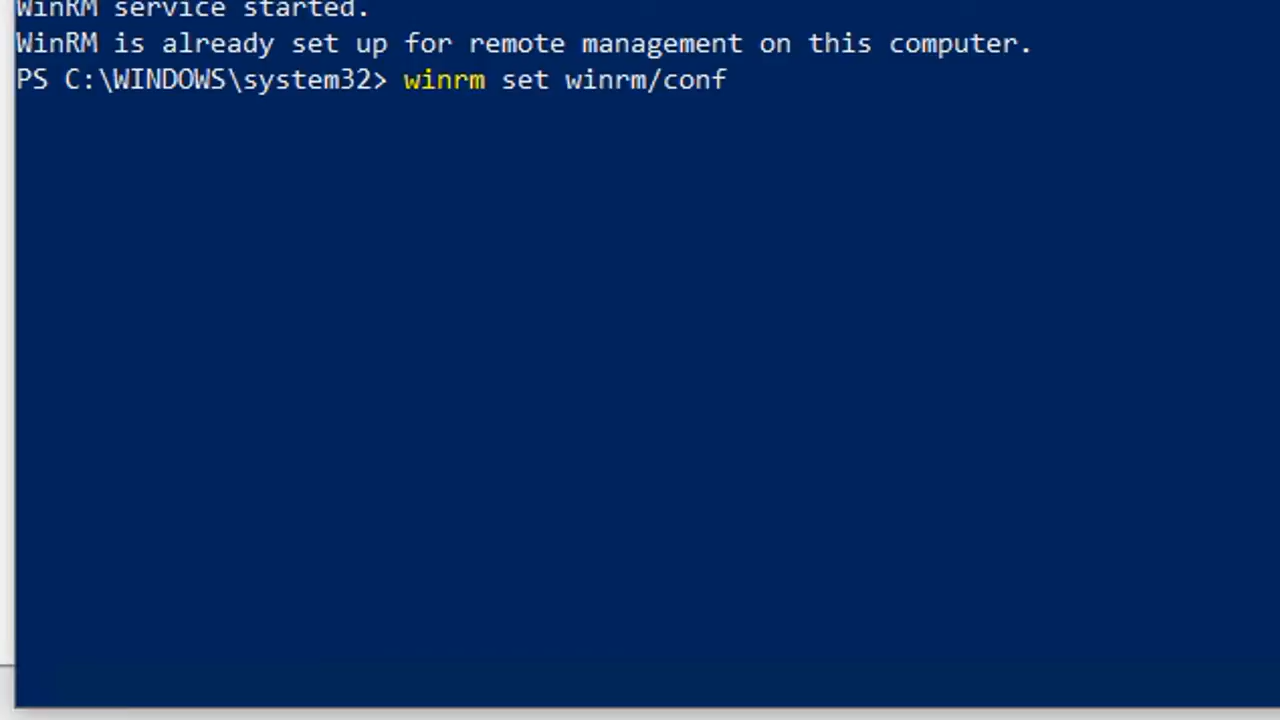 WinRM service started.
WinRM is already set up for remote management on this computer.
PS C:\WINDOWS\system32> winrm set winrm/conf